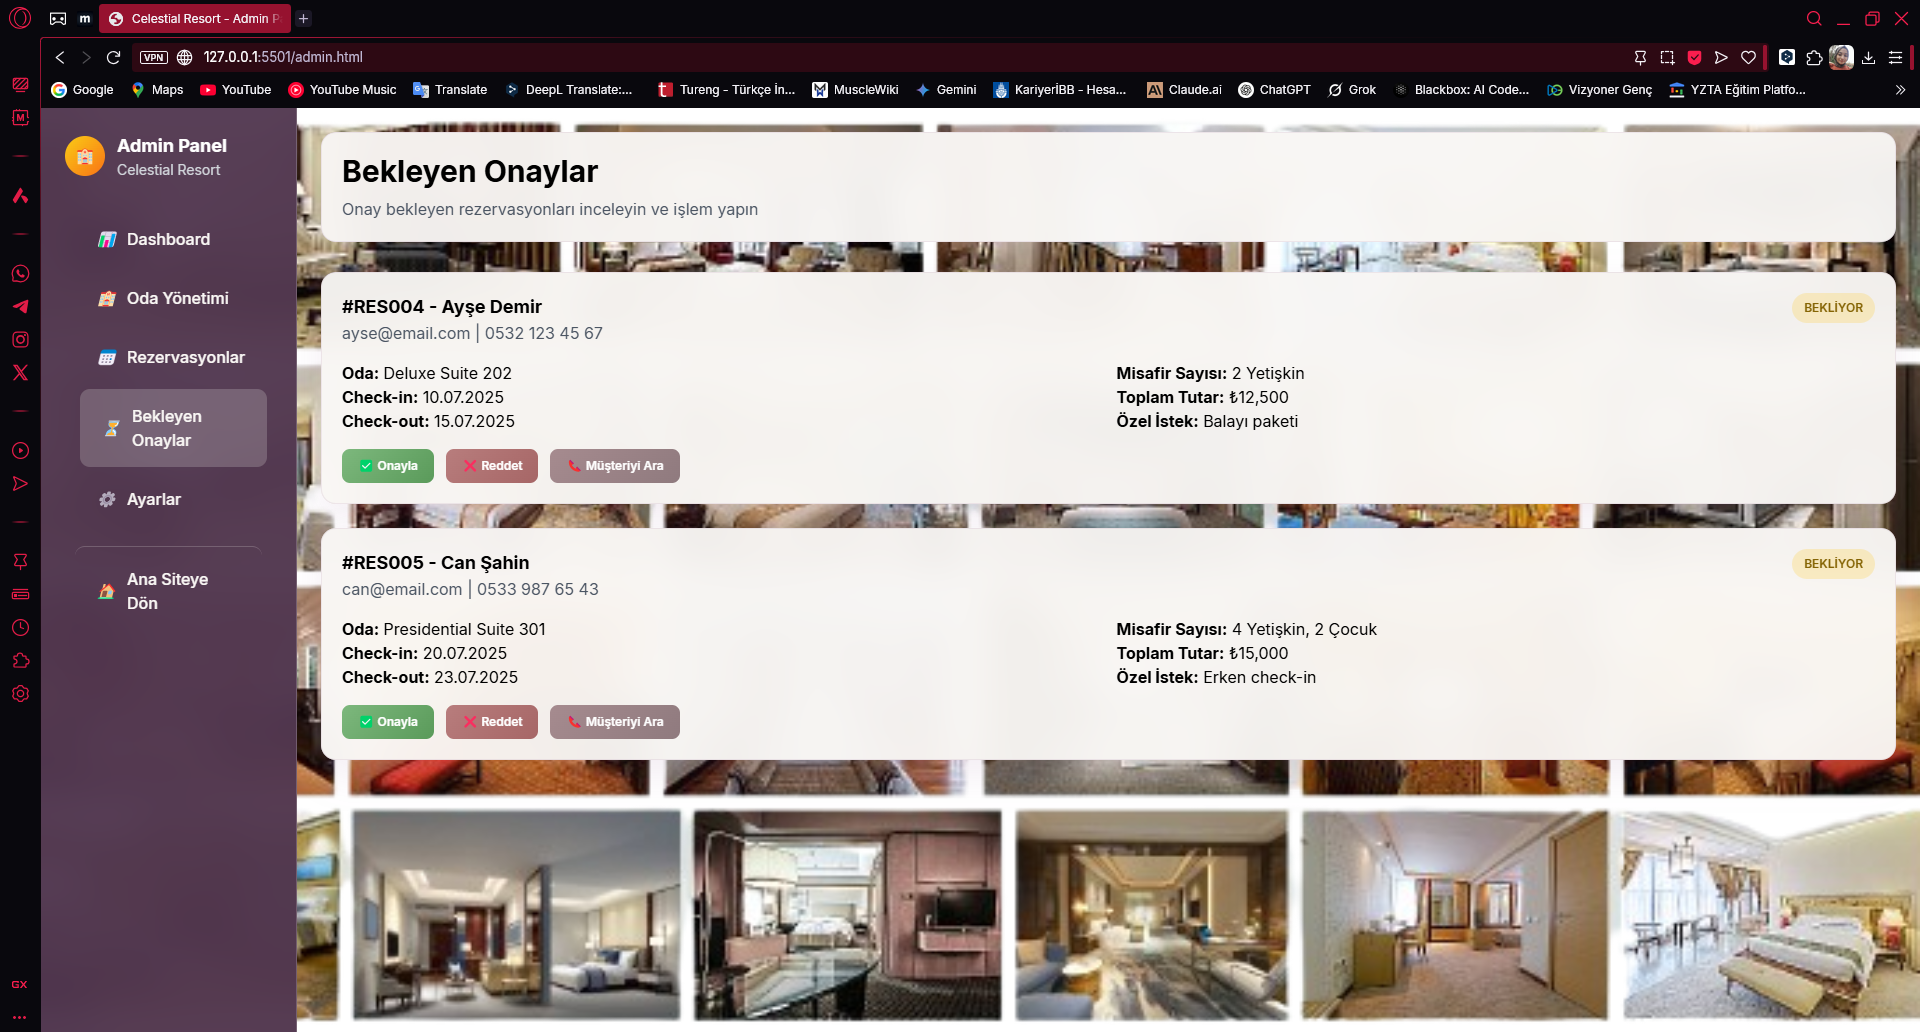 Celestial Resort - Admin P
VPN
127.0.0.1:5501/admin.html
Google
Maps
YouTube
YouTube Music
Translate
DeepL Translate:...
Tureng - Türkçe İn...
MuscleWiki
Gemini
KariyerİBB - Hesa...
Claude.ai
ChatGPT
Grok
Blackbox: AI Code...
Vizyoner Genç
YZTA Eğitim Platfo...
Admin Panel
Celestial Resort
Dashboard
Oda Yönetimi
Rezervasyonlar
Bekleyen
Onaylar
Ayarlar
Ana Siteye
Dön
GX
Bekleyen Onaylar
Onay bekleyen rezervasyonları inceleyin ve işlem yapın
#RES004 - Ayşe Demir
BEKLİYOR
ayse@email.com | 0532 123 45 67
Oda: Deluxe Suite 202
Check-in: 10.07.2025
Check-out: 15.07.2025
Misafir Sayısı: 2 Yetişkin
Toplam Tutar: ₺12,500
Özel İstek: Balayı paketi
Onayla
Reddet
Müşteriyi Ara
#RES005 - Can Şahin
BEKLİYOR
can@email.com | 0533 987 65 43
Oda: Presidential Suite 301
Check-in: 20.07.2025
Check-out: 23.07.2025
Misafir Sayısı: 4 Yetişkin, 2 Çocuk
Toplam Tutar: ₺15,000
Özel İstek: Erken check-in
Onayla
Reddet
Müşteriyi Ara